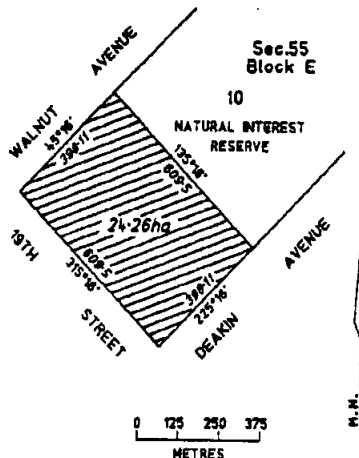 AVENUE
Sec.55
Block E
10
NATURAL INTEREST
RESERVE
WALNUT
45°16'
398·11
135°16'
609·5
24·26ha
19TH
STREET
609·5
315°16'
398·11
225°16'
DEAKIN
AVENUE
M.N.
0 125 250 375
METRES